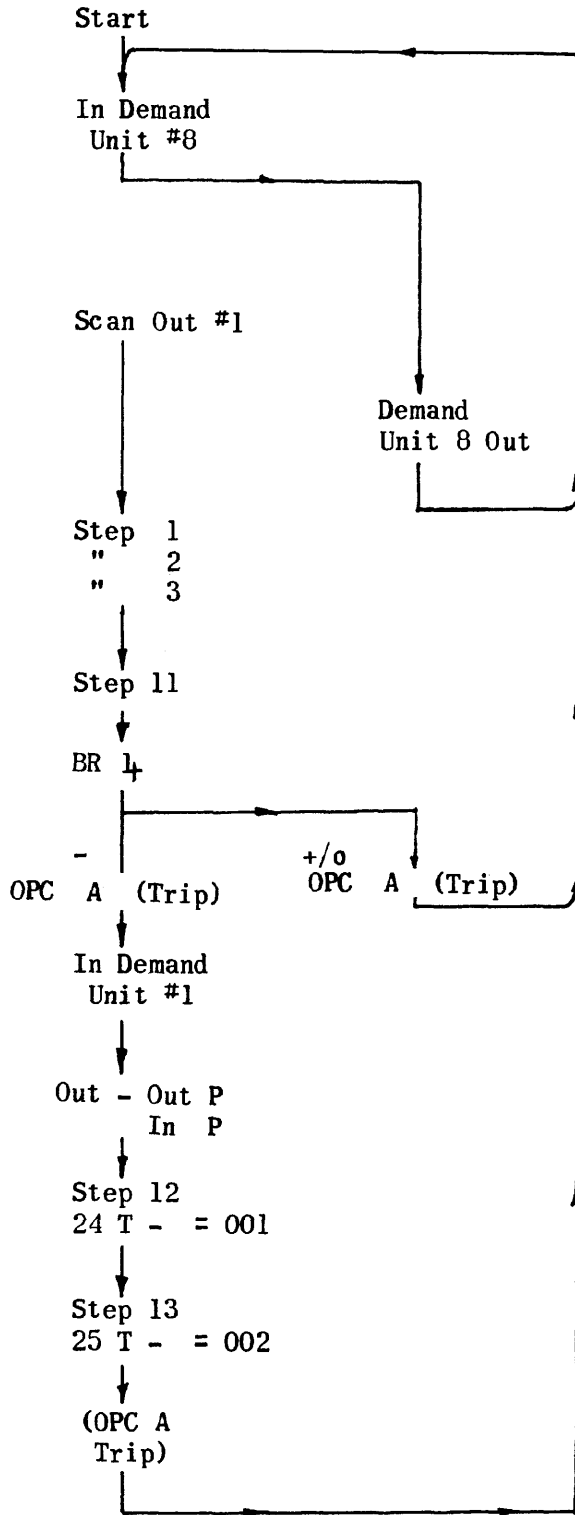 Start
In Demand
Unit #8
Scan Out #1
Demand
Unit 8 Out
Step 1
" 2
" 3
Step 11
BR 1
- +/o
OPC A (Trip) OPC A (Trip)
In Demand
Unit #1
Out - Out P
In P
Step 12
24 T - = 001
Step 13
25 T - = 002
(OPC A
Trip)